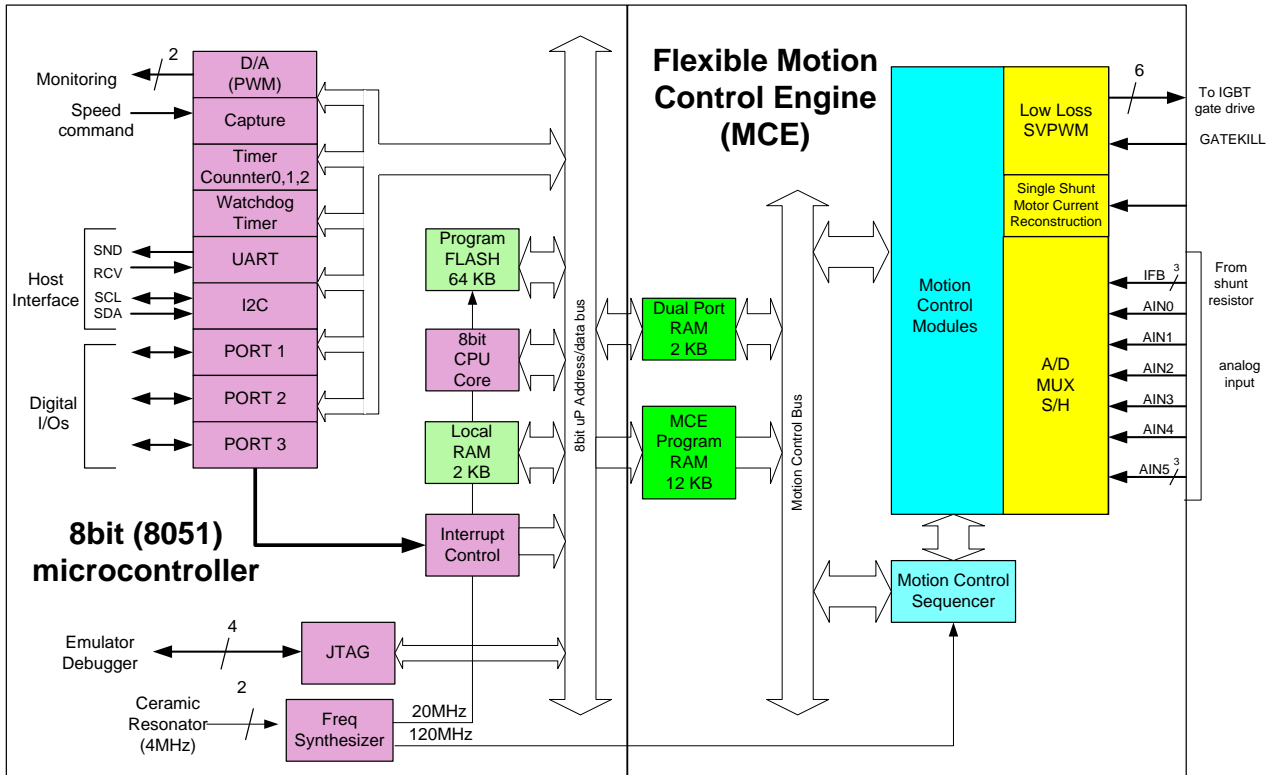 2
Monitoring
D/A
(PWM)
Speed
command
Capture
Timer
Counnter0,1,2
Watchdog
Timer
SND
RCV
UART
Host
Interface
SCL
SDA
I2C
PORT 1
Digital
I/Os
PORT 2
PORT 3
Program
FLASH
64 KB
8bit
CPU
Core
Local
RAM
2 KB
Interrupt
Control
8bit (8051)
microcontroller
Emulator
Debugger
4
JTAG
2
Ceramic
Resonator
(4MHz)
Freq
Synthesizer
20MHz
120MHz
8bit uP Address/data bus
Flexible Motion
Control Engine
(MCE)
Dual Port
RAM
2 KB
MCE
Program
RAM
12 KB
Motion Control Bus
Motion
Control
Modules
Low Loss
SVPWM
Single Shunt
Motor Current
Reconstruction
A/D
MUX
S/H
Motion Control
Sequencer
6
To IGBT
gate drive
GATEKILL
IFB
3
From
shunt
resistor
AIN0
AIN1
AIN2
analog
input
AIN3
AIN4
AIN5
3